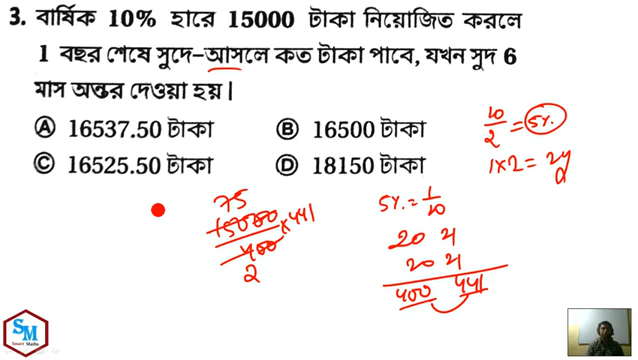 3. বার্ষিক 10% হারে 15000 টাকা নিয়োজিত করলে
1 বছর শেষে সুদে-আসলে কত টাকা পাবে, যখন সুদ 6
মাস অন্তর দেওয়া হয়।
Ⓐ 16537.50 টাকা Ⓑ 16500 টাকা
Ⓒ 16525.50 টাকা Ⓓ 18150 টাকা
10/2 = 5%
1×2 = 2y
75
15000/400 ×441
2
5% = 1/
20 21
20 21
400 441
SM
Smart Maths